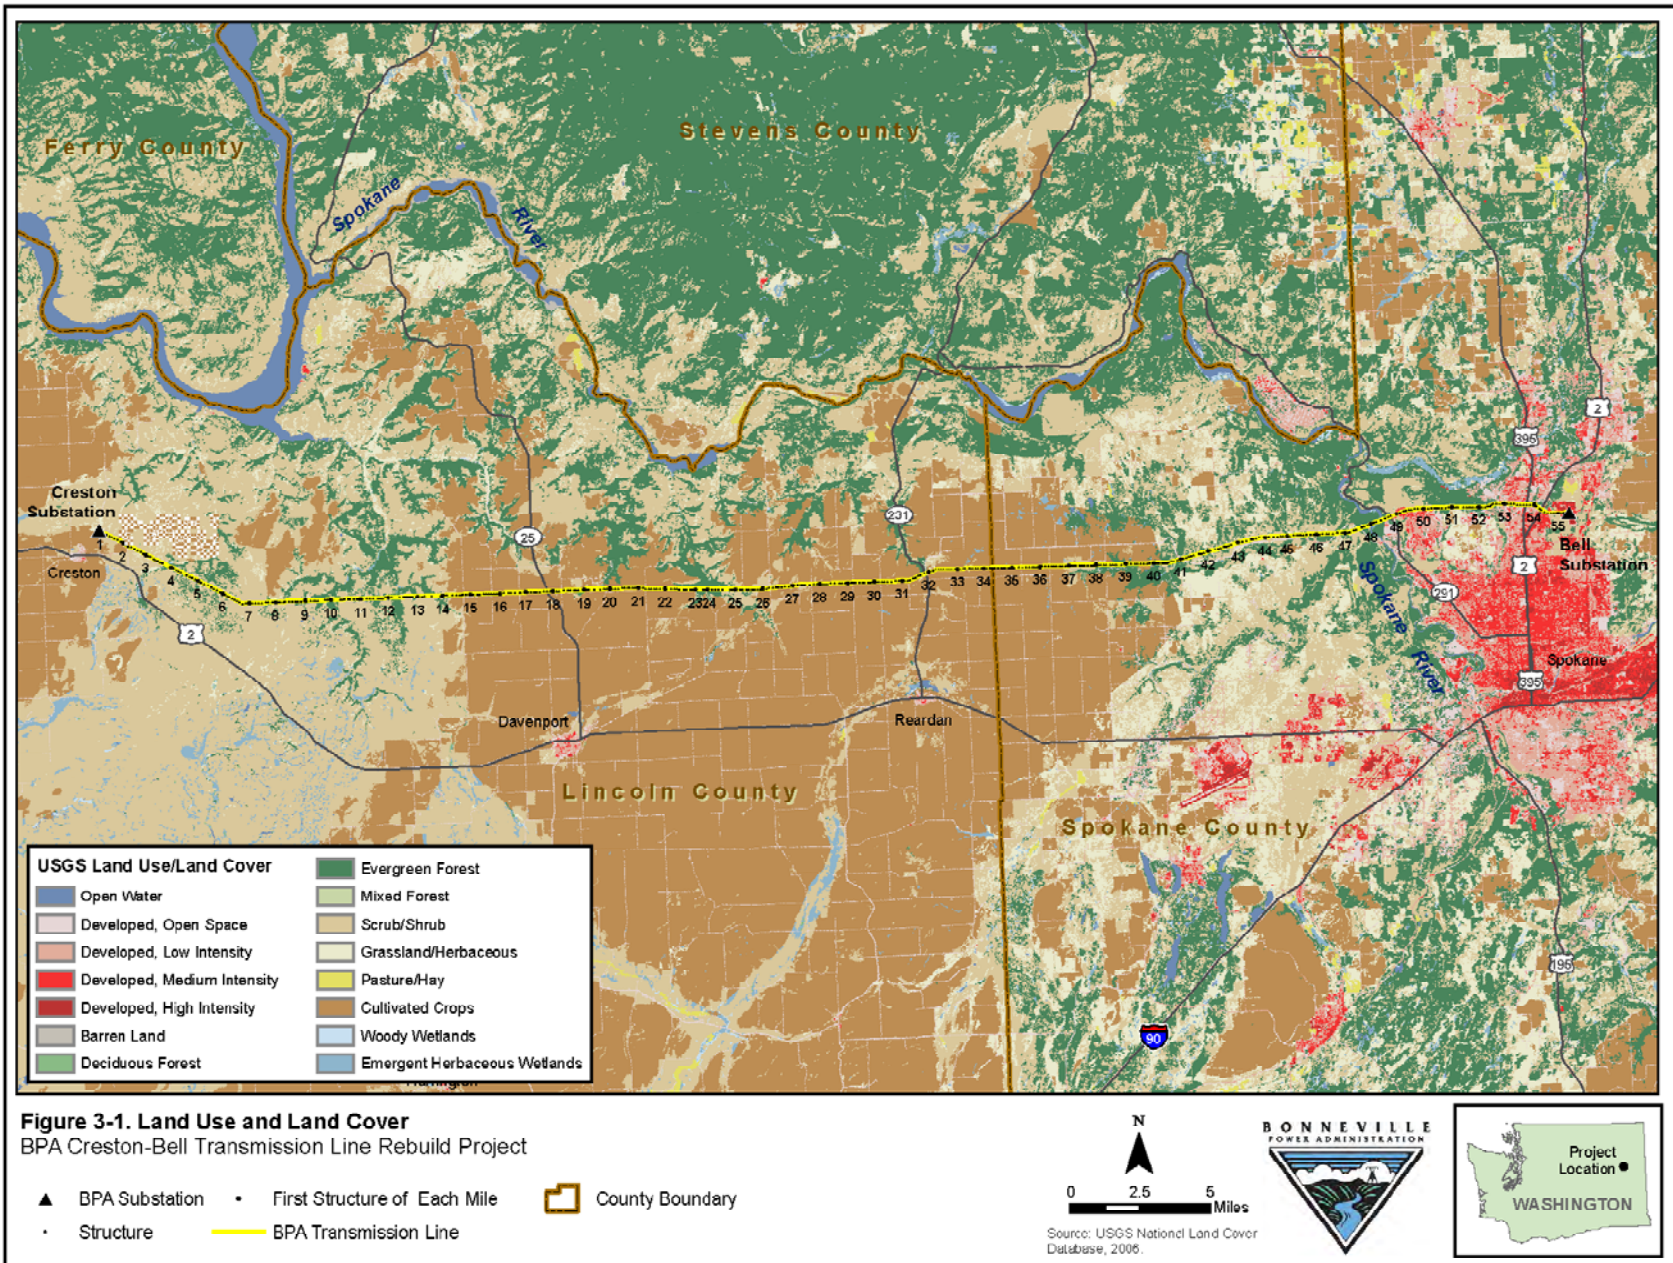 Ferry County
Stevens County
Spokane
River
Creston
Substation
Creston
1 2 3 4 5 6 7 8 9 10 11 12 13 14 15 16 17 18 19 20 21 22 23 24 25 26 27 28 29 30 31 32 33 34 35 36 37 38 39 40 41 42 43 44 45 46 47 48 49 50 51 52 53 54 55
25
231
2
395
2
Bell
Substation
2
291
Spokane
River
Spokane
395
Davenport
Reardan
Lincoln County
Spokane County
195
90
USGS Land Use/Land Cover
Open Water
Developed, Open Space
Developed, Low Intensity
Developed, Medium Intensity
Developed, High Intensity
Barren Land
Deciduous Forest
Evergreen Forest
Mixed Forest
Scrub/Shrub
Grassland/Herbaceous
Pasture/Hay
Cultivated Crops
Woody Wetlands
Emergent Herbaceous Wetlands
Figure 3-1. Land Use and Land Cover
BPA Creston-Bell Transmission Line Rebuild Project
BPA Substation
First Structure of Each Mile
County Boundary
Structure
BPA Transmission Line
N
0 2.5 5
Miles
Source: USGS National Land Cover
Database, 2006.
BONNEVILLE
POWER ADMINISTRATION
Project
Location
WASHINGTON